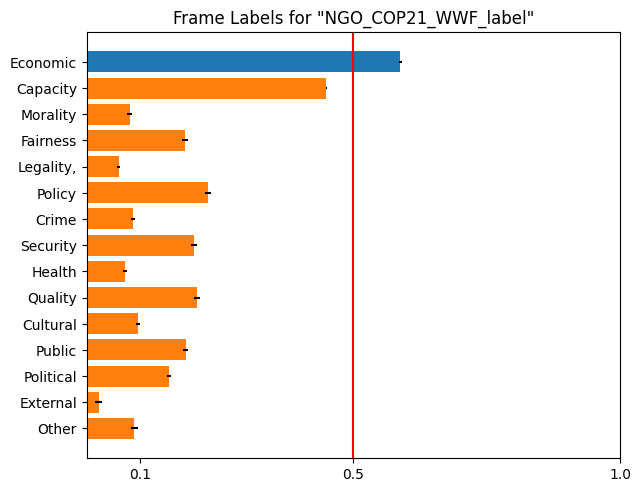 Frame Labels for "NGO_COP21_WWF_label"
Economic
Capacity
Morality
Fairness
Legality,
Policy
Crime
Security
Health
Quality
Cultural
Public
Political
External
Other
0.1 0.5 1.0